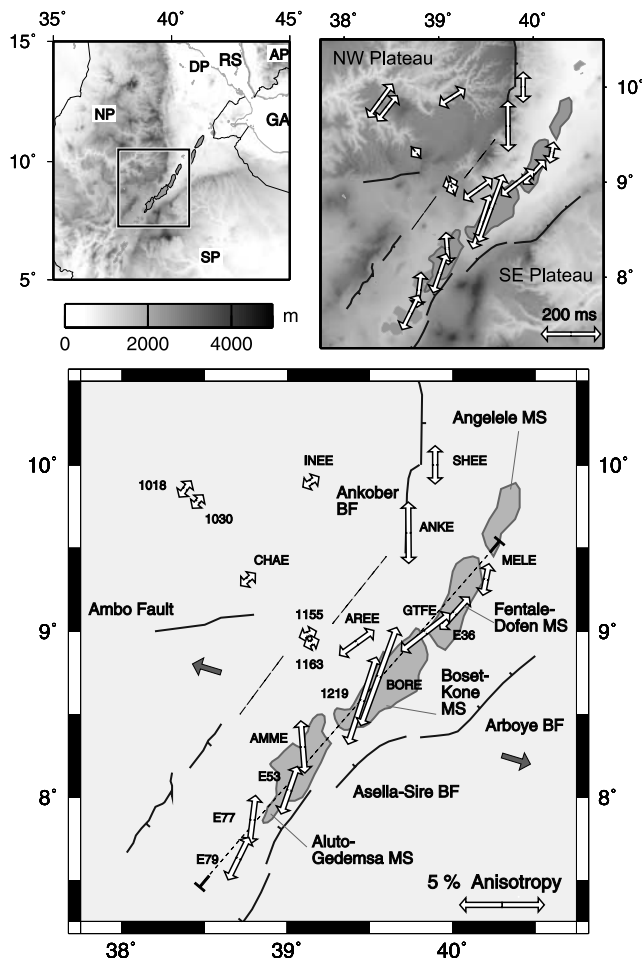 35˚
40˚
45˚
15˚
10˚
5˚
DP
RS
AP
NP
GA
SP
m
0
2000
4000
38˚
39˚
40˚
NW Plateau
10˚
9˚
8˚
SE Plateau
200 ms
Angelele MS
10˚
10˚
1018
1030
INEE
Ankober
BF
SHEE
ANKE
CHAE
MELE
Ambo Fault
9˚
9˚
1155
1163
AREE
GTFE
E36
Fentale-
Dofen MS
1219
BORE
Boset-
Kone
MS
AMME
Arboye BF
E53
8˚
8˚
Asella-Sire BF
E77
E79
Aluto-
Gedemsa MS
5 % Anisotropy
38˚
39˚
40˚